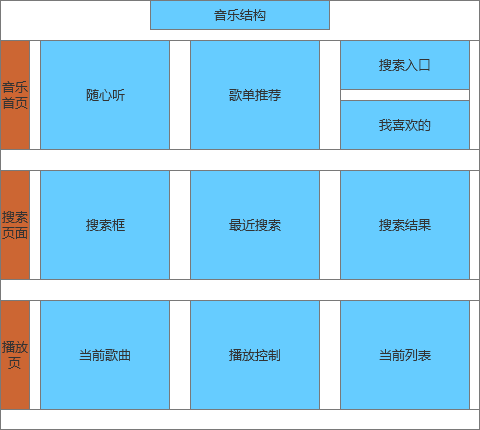 音乐结构
音乐
首页
随心听
歌单推荐
搜索入口
我喜欢的
搜索
页面
搜索框
最近搜索
搜索结果
播放
页
当前歌曲
播放控制
当前列表